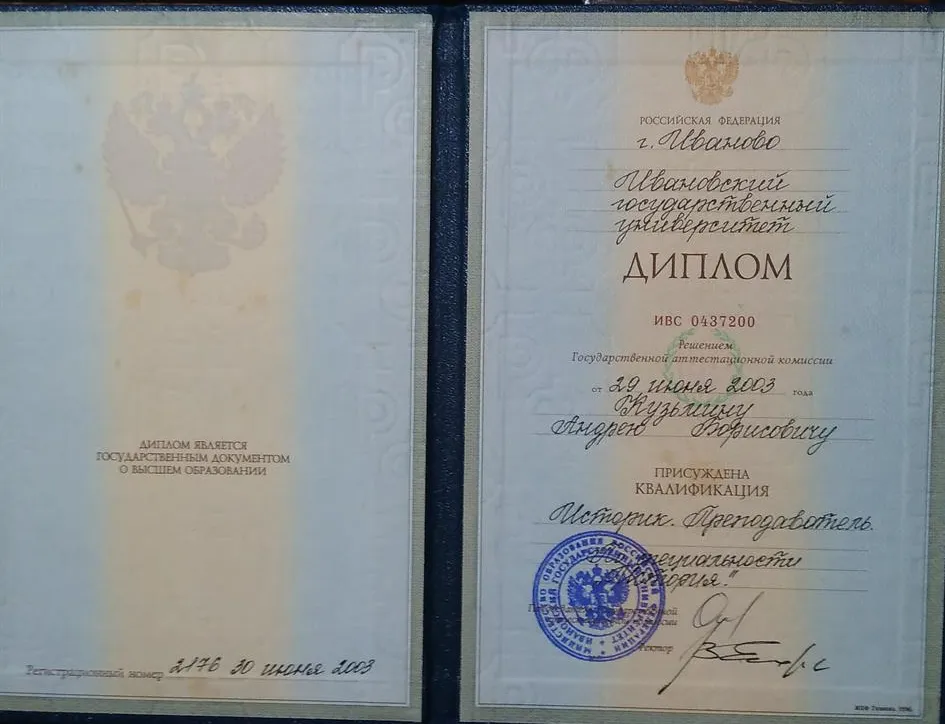 ДИПЛОМ ЯВЛЯЕТСЯ
ГОСУДАРСТВЕННЫМ ДОКУМЕНТОМ
О ВЫСШЕМ ОБРАЗОВАНИИ
Регистрационный номер 2176 30 июня 2003
РОССИЙСКАЯ ФЕДЕРАЦИЯ
г. Иваново
Ивановский
государственный
университет
ДИПЛОМ
ИВС 0437200
Решением
Государственной аттестационной комиссии
от 29 июня 2003 года
Кузьмину
Андрею Борисовичу
ПРИСУЖДЕНА
КВАЛИФИКАЦИЯ
Историк. Преподаватель.
специальности
"История."
Ректор